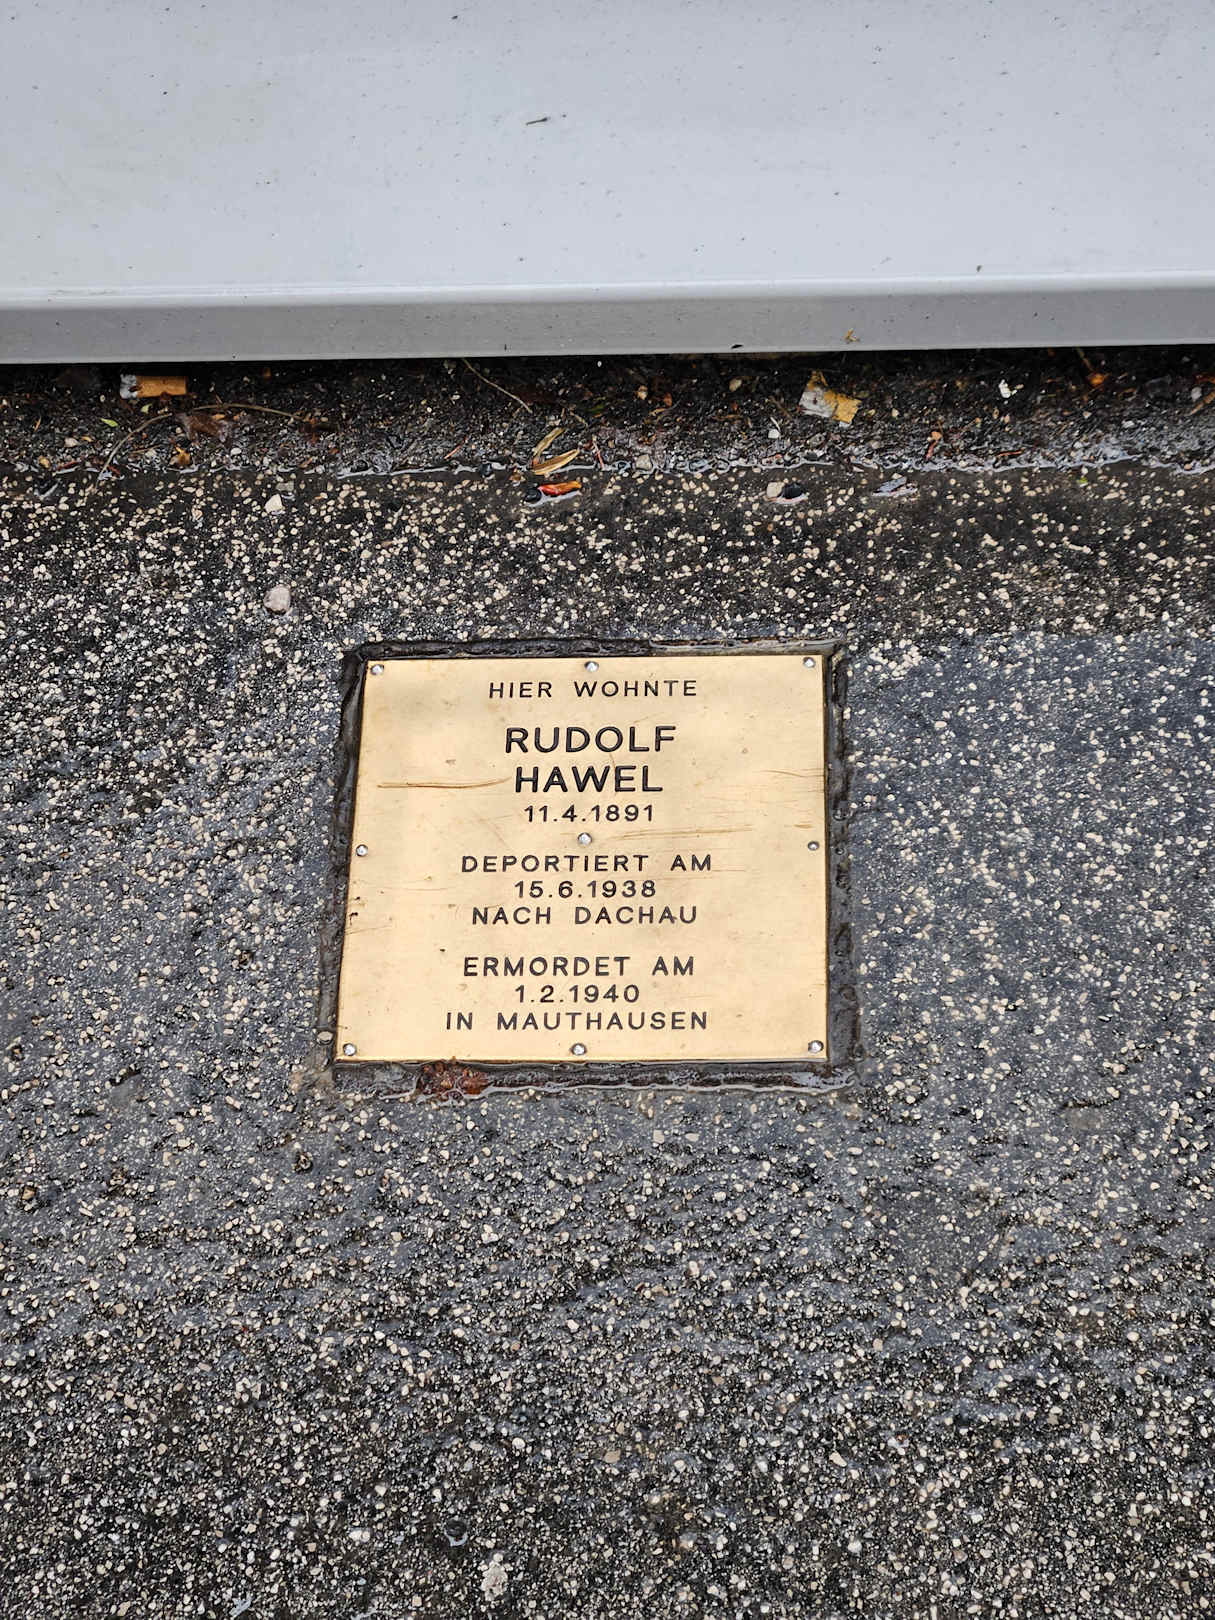 HIER WOHNTE
RUDOLF
HAWEL
11.4.1891
DEPORTIERT AM
15.6.1938
NACH DACHAU
ERMORDET AM
1.2.1940
IN MAUTHAUSEN